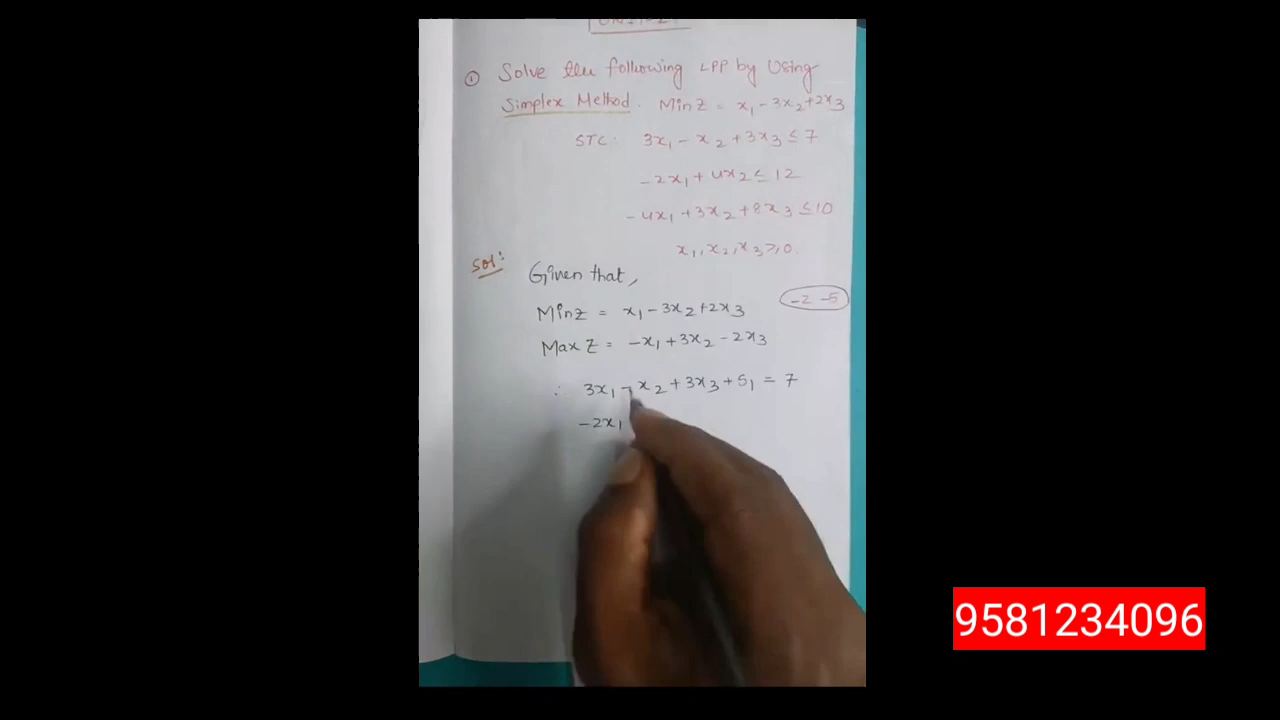 ① Solve the following LPP by Using
Simplex Method. Min Z = x₁ - 3x₂ + 2x₃
STC: 3x₁ - x₂ + 3x₃ ≤ 7
-2x₁ + 4x₂ ≤ 12
-4x₁ + 3x₂ + 8x₃ ≤ 10
x₁, x₂, x₃ ≥ 0.
Sol:
Given that,
-2 -5
Min Z = x₁ - 3x₂ + 2x₃
Max Z = -x₁ + 3x₂ - 2x₃
∴ 3x₁ - x₂ + 3x₃ + S₁ = 7
-2x₁
9581234096